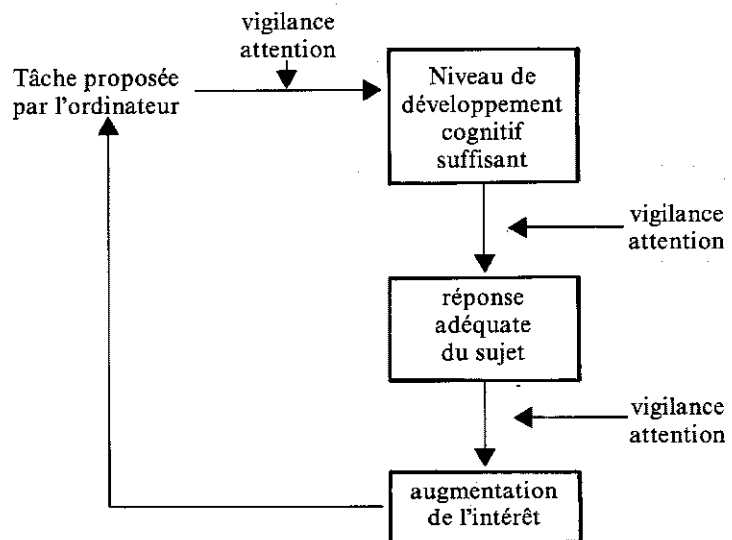 vigilance
attention
Tâche proposée
par l'ordinateur
Niveau de
développement
cognitif
suffisant
vigilance
attention
réponse
adéquate
du sujet
vigilance
attention
augmentation
de l'intérêt